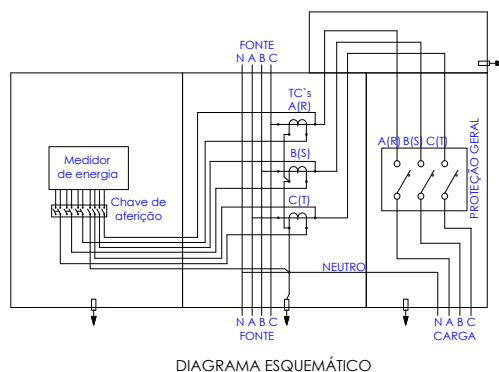 FONTE
N A B C
TC`s
A(R)
B(S)
C(T)
A(R) B(S) C(T)
PROTEÇÃO GERAL
Medidor
de energia
Chave de
aferição
NEUTRO
N A B C
FONTE
N A B C
CARGA
DIAGRAMA ESQUEMÁTICO